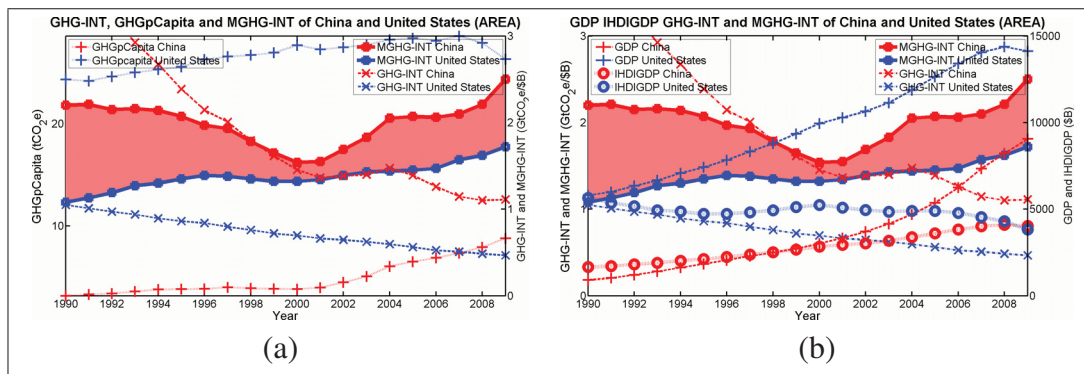 GHG-INT, GHGpCapita and MGHG-INT of China and United States (AREA)
GHGpCapita China
GHGpcapita United States
MGHG-INT China
MGHG-INT United States
GHG-INT China
GHG-INT United States
GHGpCapita (tCO2e)
20
10
3
2
1
0
GHG-INT and MGHG-INT (GtCO2e/$B)
1990 1992 1994 1996 1998 2000 2002 2004 2006 2008
Year
(a)
GDP IHDIGDP GHG-INT and MGHG-INT of China and United States (AREA)
GDP China
GDP United States
IHDIGDP China
IHDIGDP United States
MGHG-INT China
MGHG-INT United States
GHG-INT China
GHG-INT United States
GHG-INT and MGHG-INT (GtCO2e/$B)
3
2
1
0
15000
10000
5000
0
GDP and IHDIGDP ($B)
1990 1992 1994 1996 1998 2000 2002 2004 2006 2008
Year
(b)